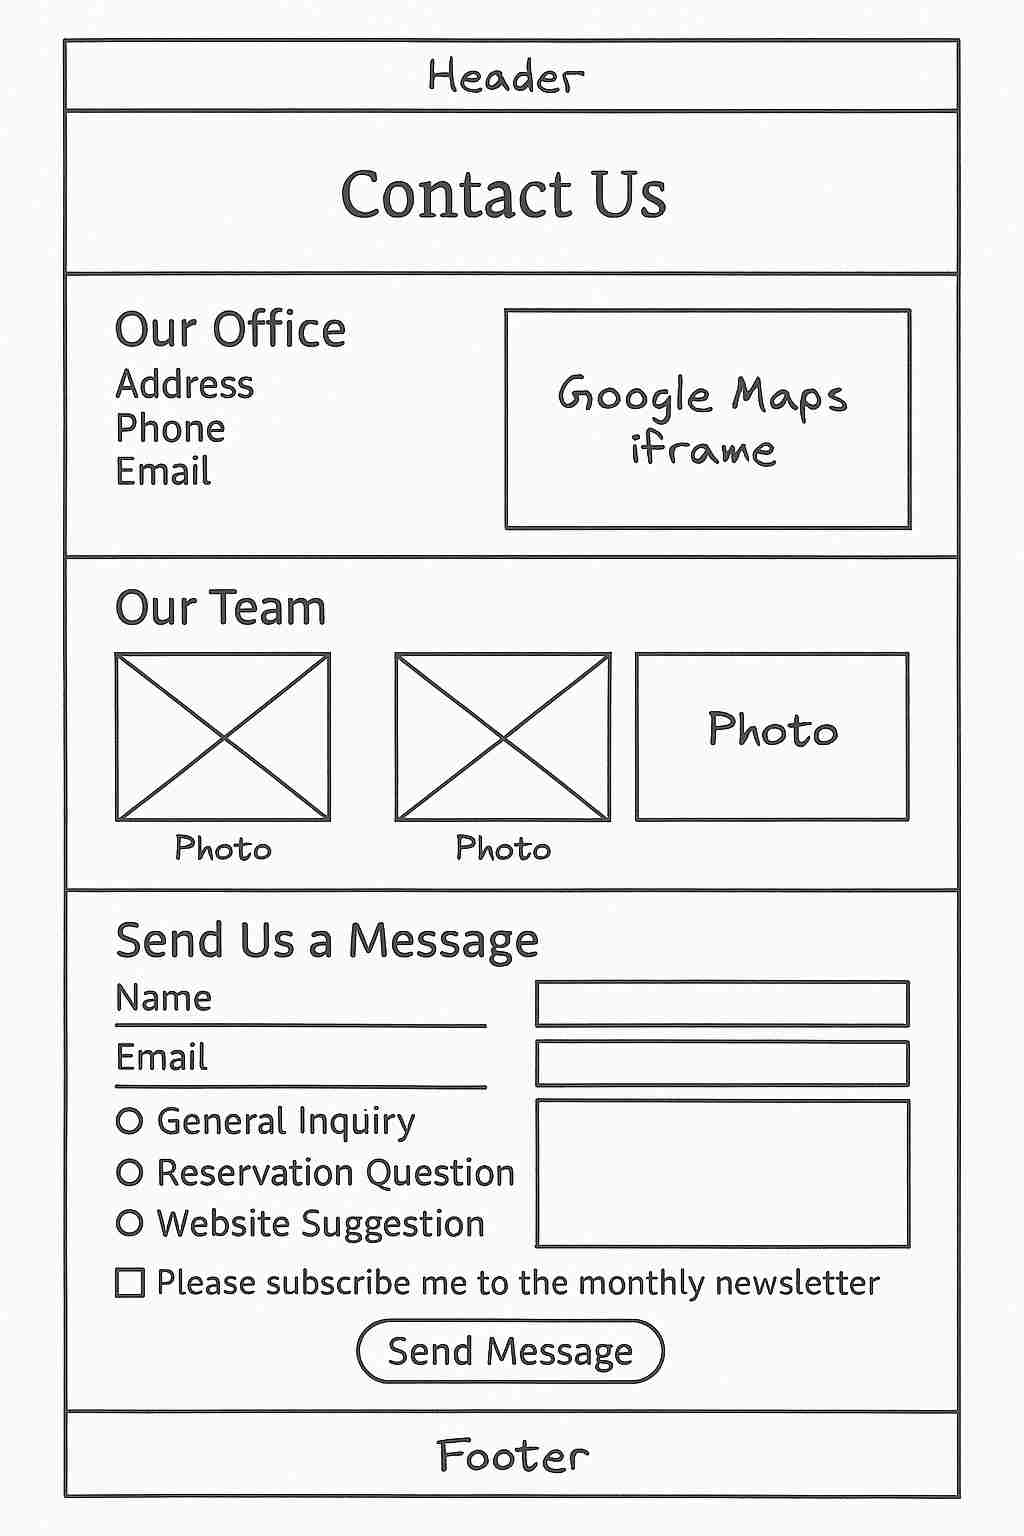 Header
Contact Us
Our Office
Address
Phone
Email
Google Maps
iframe
Our Team
Photo
Photo
Photo
Send Us a Message
Name
Email
General Inquiry
Reservation Question
Website Suggestion
Please subscribe me to the monthly newsletter
Send Message
Footer